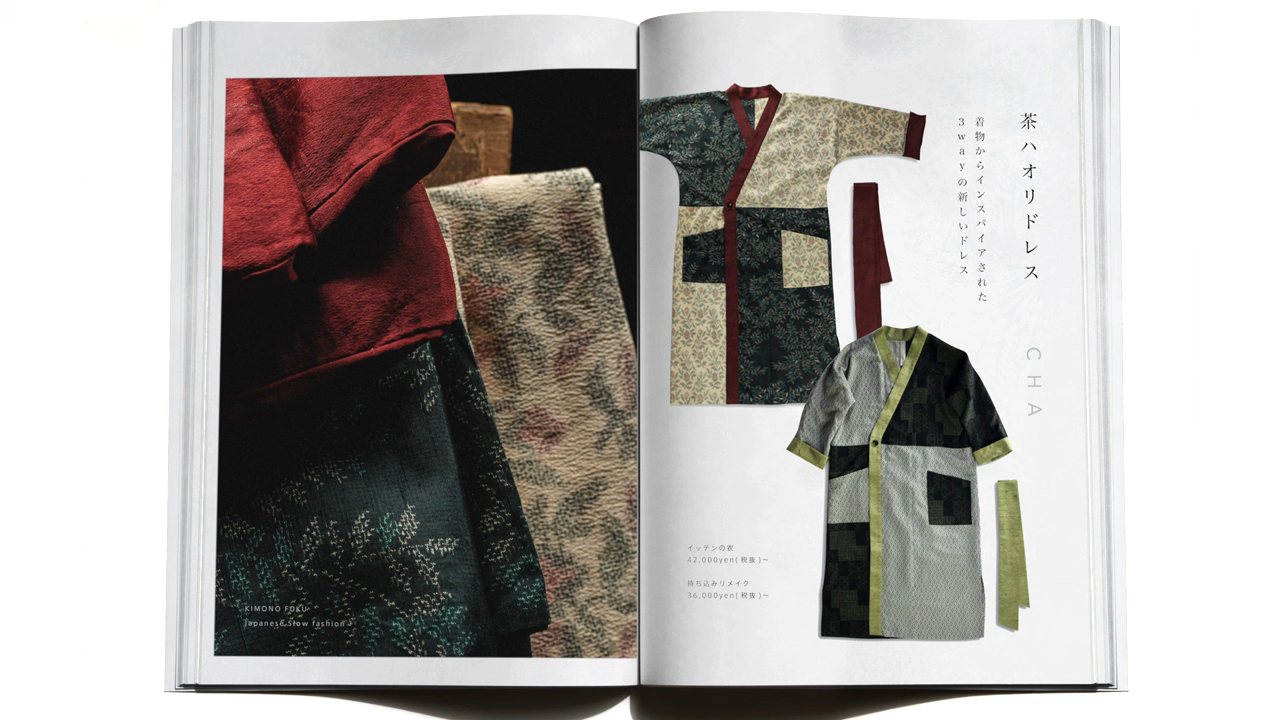 KIMONO FUKU
Japanese Slow fashion
茶ハオリドレス
CHA
着物からインスパイアされた
3wayの新しいドレス
イッテンの衣
42,000yen(税抜)~
持ち込みリメイク
36,000yen(税抜)~